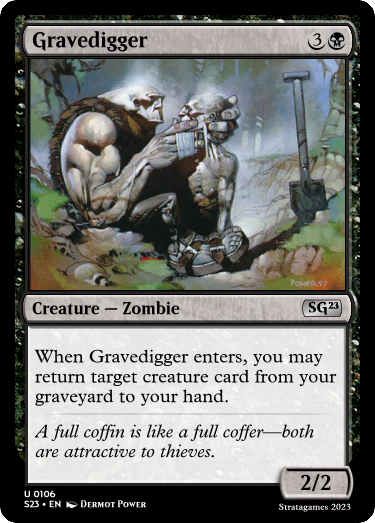 Gravedigger 3
POWER97
Creature — Zombie SG23
When Gravedigger enters, you may
return target creature card from your
graveyard to your hand.
A full coffin is like a full coffer—both
are attractive to thieves.
2/2
U 0106
S23 • EN DERMOT POWER
Stratagames 2023